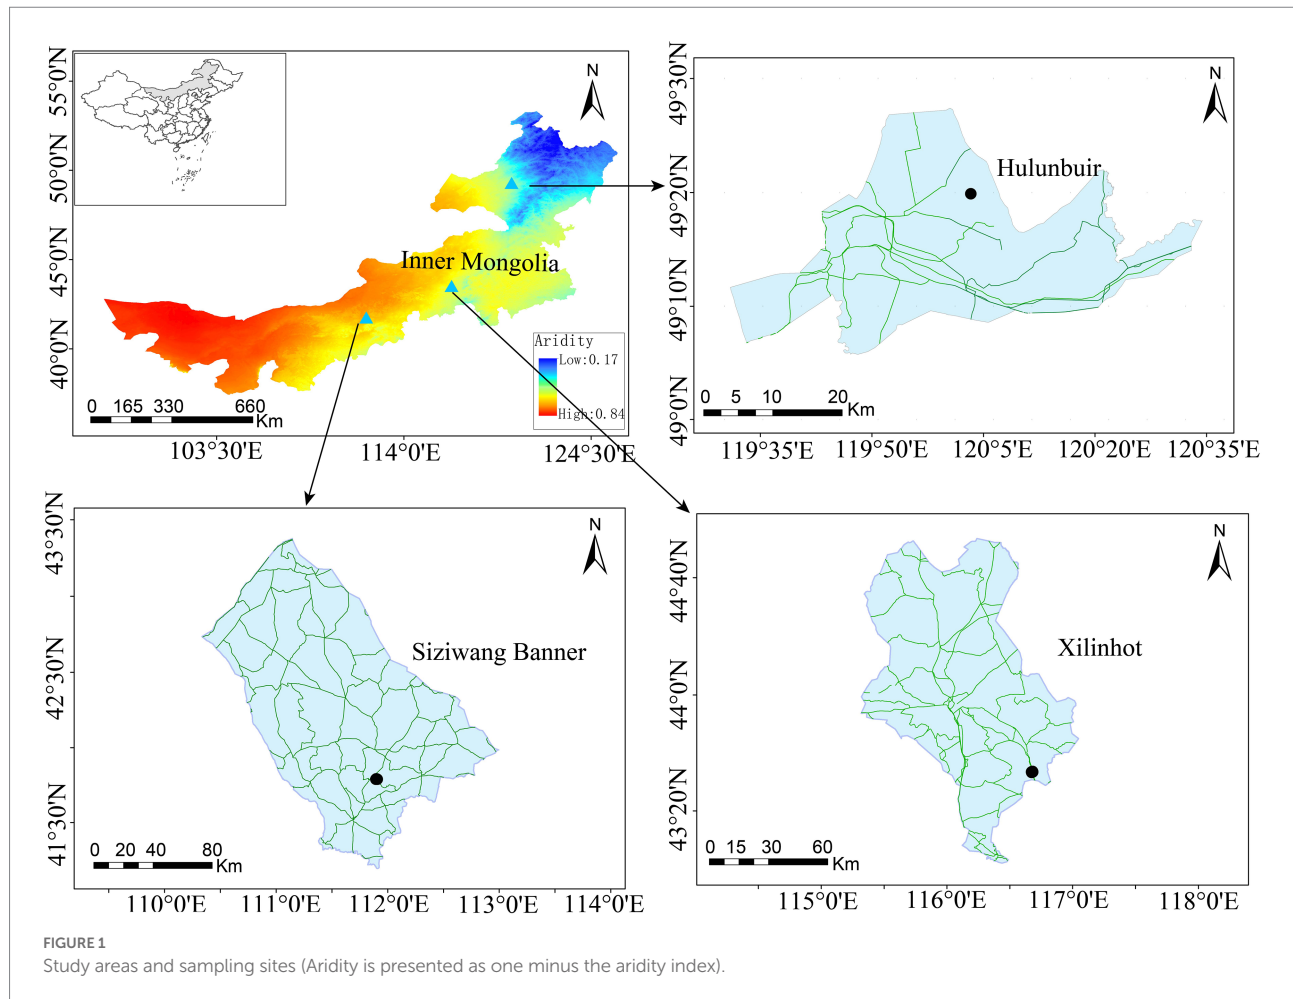 55°0'N
50°0'N
45°0'N
40°0'N
N
Inner Mongolia
Aridity
Low:0.17
High:0.84
0 165 330 660
Km
103°30'E 114°0'E 124°30'E
49°30'N
49°20'N
49°10'N
49°0'N
N
Hulunbuir
0 5 10 20
Km
119°35'E 119°50'E 120°5'E 120°20'E 120°35'E
43°30'N
42°30'N
41°30'N
N
Siziwang Banner
0 20 40 80
Km
110°0'E 111°0'E 112°0'E 113°0'E 114°0'E
44°40'N
44°0'N
43°20'N
N
Xilinhot
0 15 30 60
Km
115°0'E 116°0'E 117°0'E 118°0'E
FIGURE 1
Study areas and sampling sites (Aridity is presented as one minus the aridity index).